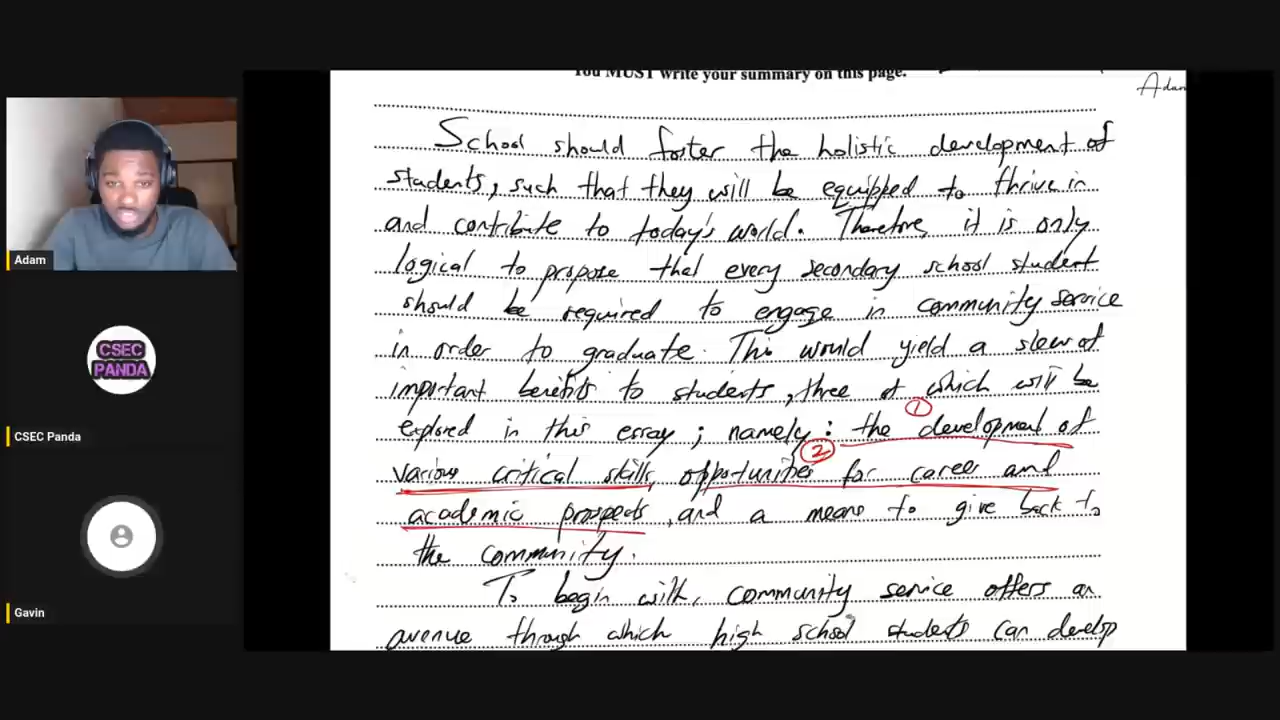 You MUST write your summary on this page.
Adam
School should foster the holistic development of
students, such that they will be equipped to thrive in
and contribute to today's world. Therefore, it is only
logical to propose that every secondary school student
should be required to engage in community service
in order to graduate. This would yield a slew of
important benefits to students, three of which will be
1
explored in this essay; namely: the development of
2
various critical skills, opportunities for career and
academic prospects, and a means to give back to
the community.
To begin with, community service offers an
avenue through which high school students can develop
Adam
CSEC
PANDA
CSEC Panda
Gavin